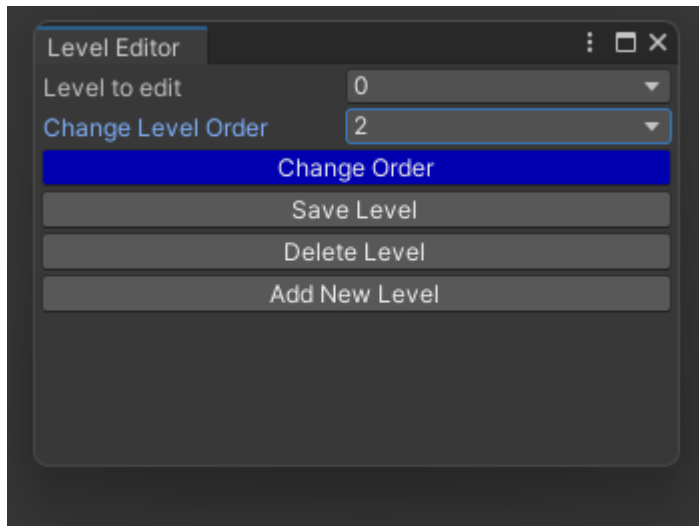 Level Editor
Level to edit 0
Change Level Order 2
Change Order
Save Level
Delete Level
Add New Level